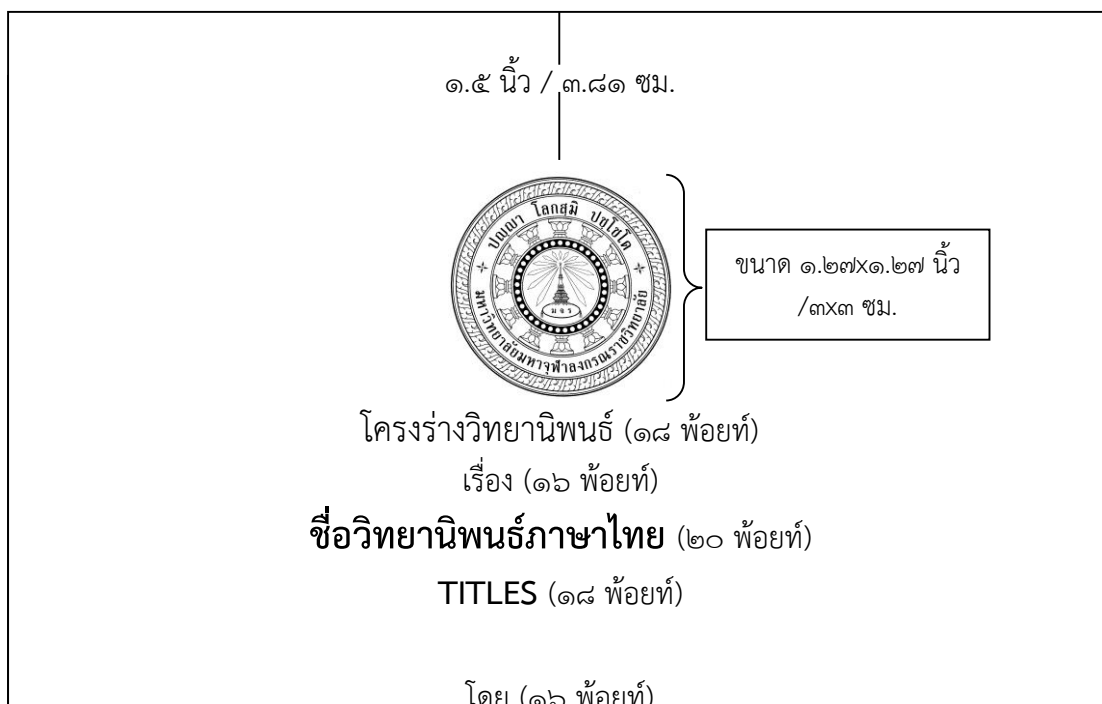 ๑.๕ นิ้ว / ๓.๘๑ ซม.
ปญฺญา โลกสฺมิ ปชฺโชโต
มจร
มหาวิทยาลัยมหาจุฬาลงกรณราชวิทยาลัย
ขนาด ๑.๒๗x๑.๒๗ นิ้ว
/๓x๓ ซม.
โครงร่างวิทยานิพนธ์ (๑๘ พ้อยท์)
เรื่อง (๑๖ พ้อยท์)
ชื่อวิทยานิพนธ์ภาษาไทย (๒๐ พ้อยท์)
TITLES (๑๘ พ้อยท์)
โดย (๑๖ พ้อยท์)